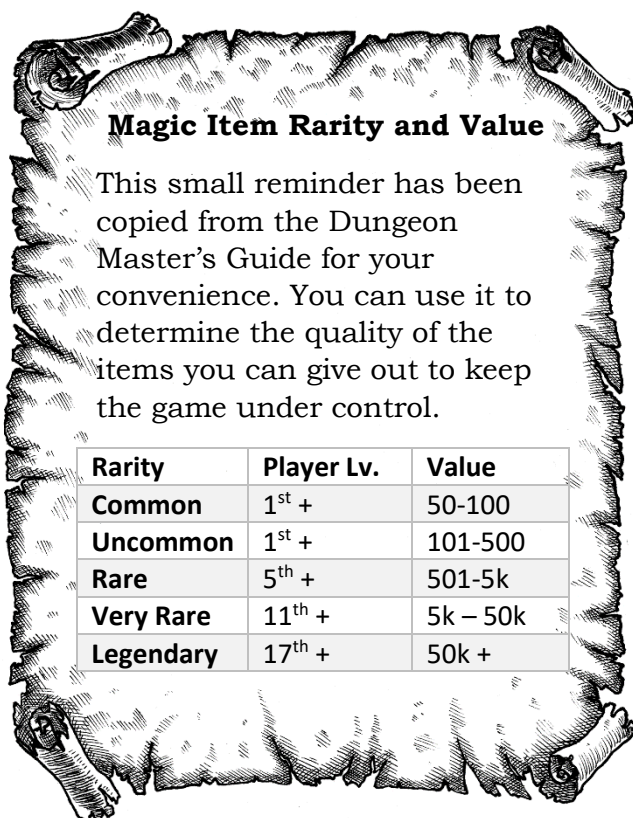 Magic Item Rarity and Value
This small reminder has been
copied from the Dungeon
Master’s Guide for your
convenience. You can use it to
determine the quality of the
items you can give out to keep
the game under control.
Rarity Player Lv. Value
Common 1st + 50-100
Uncommon 1st + 101-500
Rare 5th + 501-5k
Very Rare 11th + 5k – 50k
Legendary 17th + 50k +